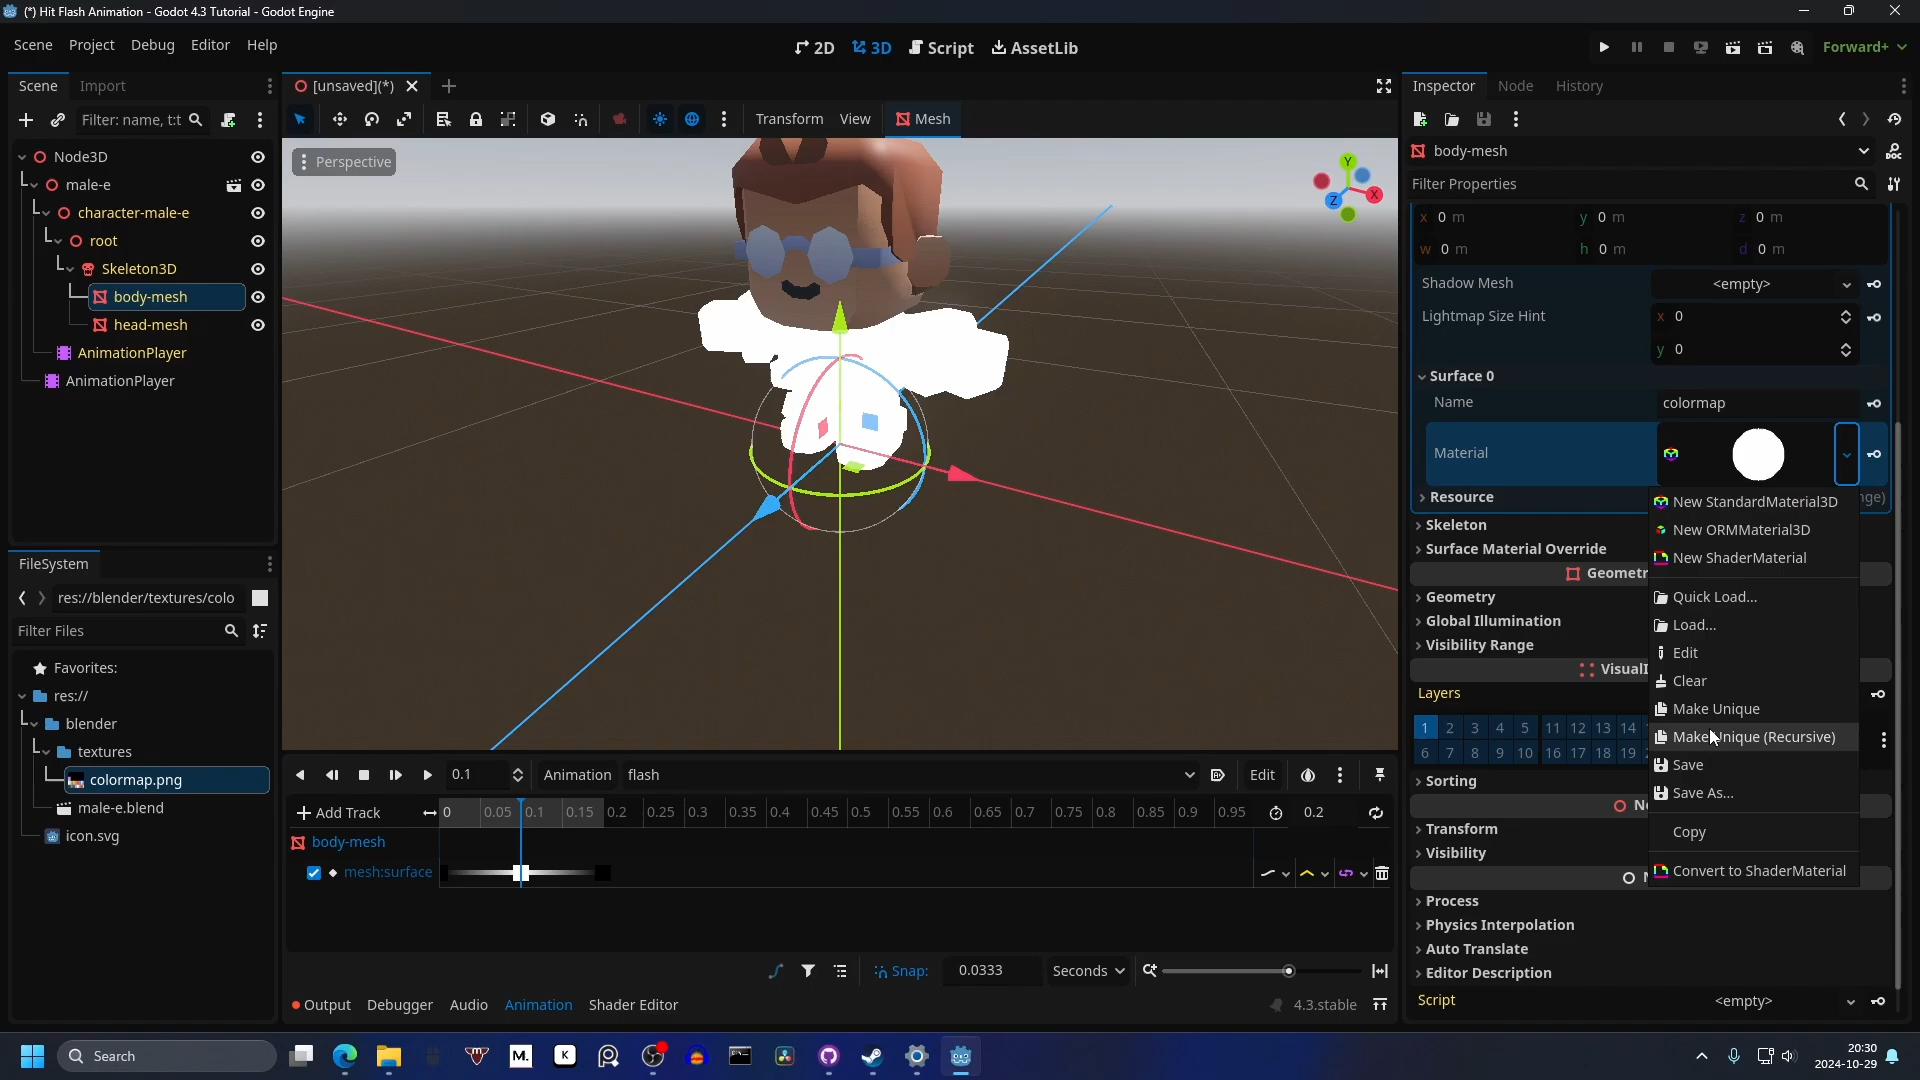 (*) Hit Flash Animation - Godot 4.3 Tutorial - Godot Engine
Scene Project Debug Editor Help
2D 3D Script AssetLib
Forward+
Scene Import
[unsaved](*)
Inspector Node History
Filter: name, t:t
Transform View Mesh
body-mesh
Filter Properties
Node3D
male-e
character-male-e
root
Skeleton3D
body-mesh
head-mesh
AnimationPlayer
AnimationPlayer
Perspective
Y
X
Z
x 0 m y 0 m z 0 m
w 0 m h 0 m d 0 m
Shadow Mesh <empty>
Lightmap Size Hint x 0
y 0
Surface 0
Name colormap
Material
Resource
Skeleton
Surface Material Override
Geometry
Global Illumination
Visibility Range
Layers
1 2 3 4 5 11 12 13 14
6 7 8 9 10 16 17 18 19
Sorting
Transform
Visibility
Process
Physics Interpolation
Auto Translate
Editor Description
Script <empty>
New StandardMaterial3D
New ORMMaterial3D
New ShaderMaterial
Quick Load...
Load...
Edit
Clear
Make Unique
Make Unique (Recursive)
Save
Save As...
Copy
Convert to ShaderMaterial
FileSystem
res://blender/textures/colo
Filter Files
Favorites:
res://
blender
textures
colormap.png
male-e.blend
icon.svg
0.1 Animation flash Edit
Add Track 0 0.05 0.1 0.15 0.2 0.25 0.3 0.35 0.4 0.45 0.5 0.55 0.6 0.65 0.7 0.75 0.8 0.85 0.9 0.95 0.2
body-mesh
mesh:surface
Snap: 0.0333 Seconds
Output Debugger Audio Animation Shader Editor 4.3.stable
Search
M.
K
20:30
2024-10-29